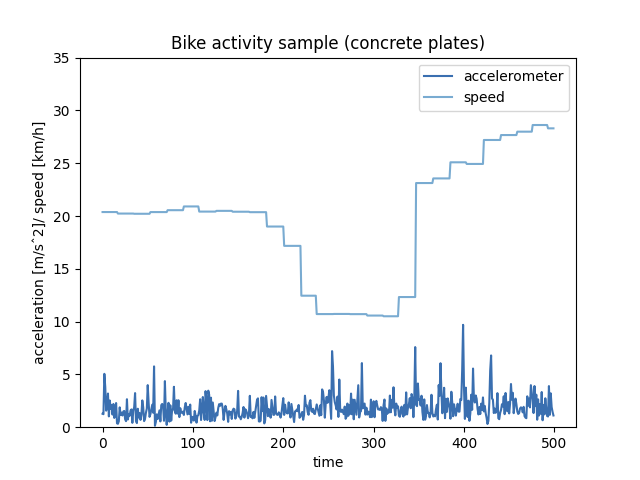 Bike activity sample (concrete plates)
acceleration [m/s^2]/ speed [km/h]
35
30
25
20
15
10
5
0
accelerometer
speed
0
100
200
300
400
500
time